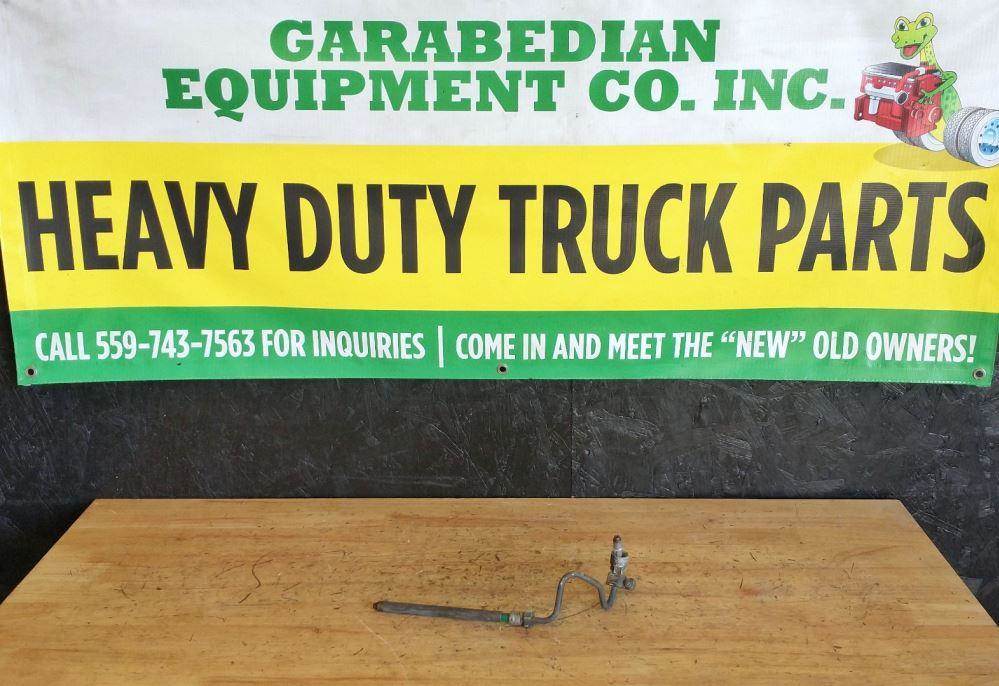 GARABEDIAN
EQUIPMENT CO. INC.
HEAVY DUTY TRUCK PARTS
CALL 559-743-7563 FOR INQUIRIES | COME IN AND MEET THE “NEW” OLD OWNERS!